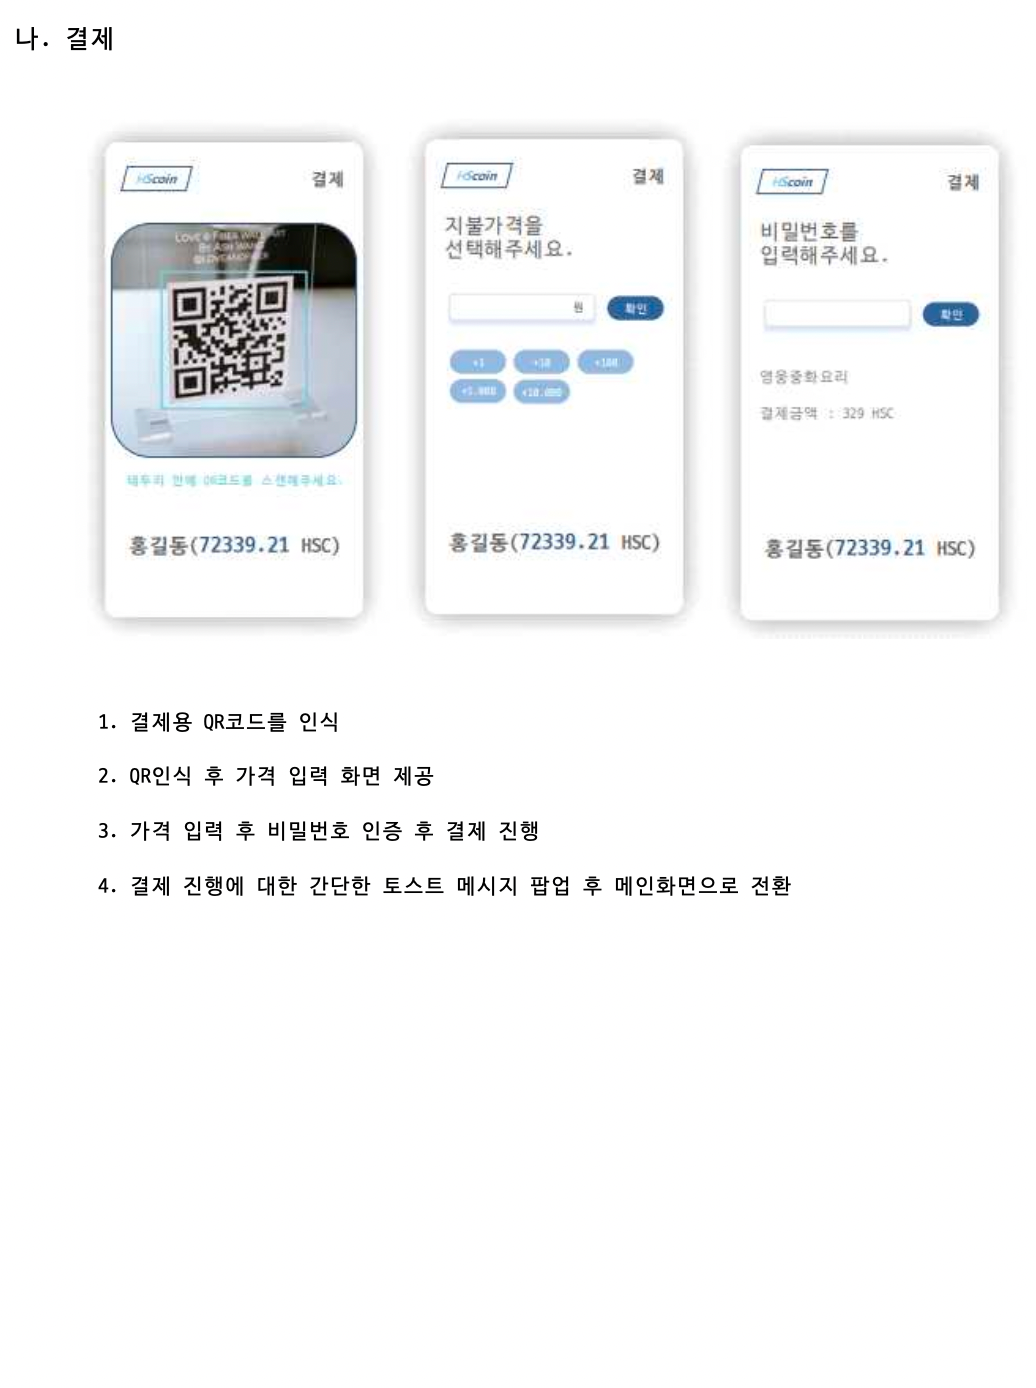 나. 결제
HScoin
결제
LOVE & FIBER WALL ART
BY ASH WANG
테두리 안에 QR코드를 스캔해주세요.
홍길동(72339.21 HSC)
HScoin
결제
지불가격을
선택해주세요.
원
확인
+1
+10
+100
+1.000
+10.000
홍길동(72339.21 HSC)
HScoin
결제
비밀번호를
입력해주세요.
확인
영웅중화요리
결제금액 : 329 HSC
홍길동(72339.21 HSC)
1. 결제용 QR코드를 인식
2. QR인식 후 가격 입력 화면 제공
3. 가격 입력 후 비밀번호 인증 후 결제 진행
4. 결제 진행에 대한 간단한 토스트 메시지 팝업 후 메인화면으로 전환